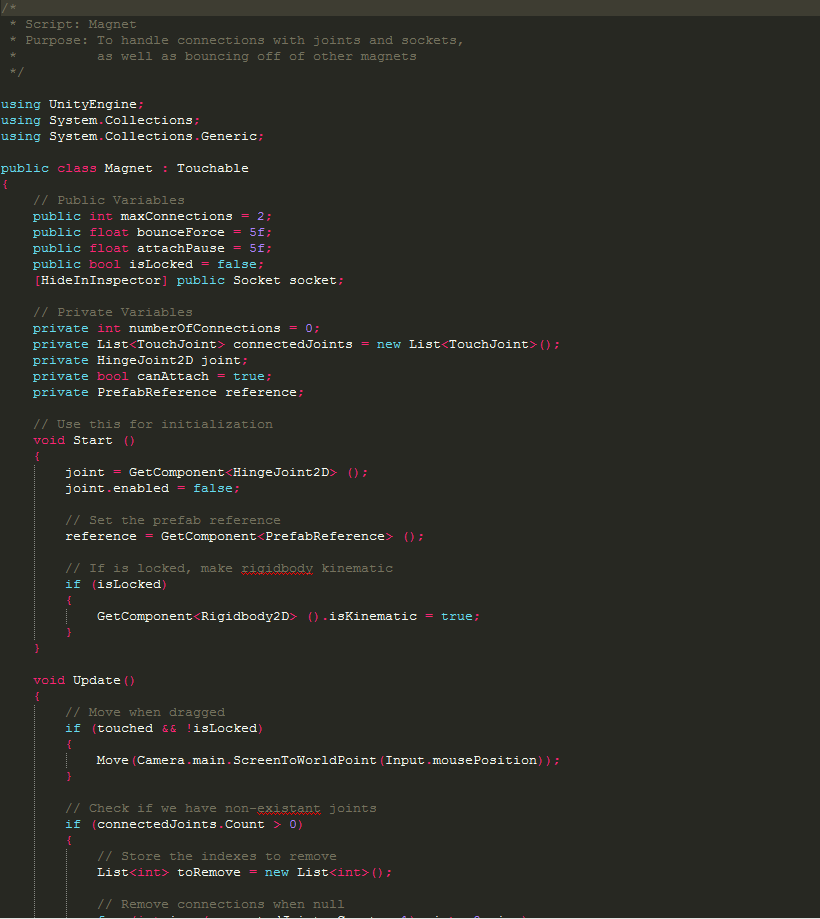 /*
 * Script: Magnet
 * Purpose: To handle connections with joints and sockets,
 *          as well as bouncing off of other magnets
 */
using UnityEngine;
using System.Collections;
using System.Collections.Generic;
public class Magnet : Touchable
{
    // Public Variables
    public int maxConnections = 2;
    public float bounceForce = 5f;
    public float attachPause = 5f;
    public bool isLocked = false;
    [HideInInspector] public Socket socket;
    // Private Variables
    private int numberOfConnections = 0;
    private List<TouchJoint> connectedJoints = new List<TouchJoint>();
    private HingeJoint2D joint;
    private bool canAttach = true;
    private PrefabReference reference;
    // Use this for initialization
    void Start ()
    {
        joint = GetComponent<HingeJoint2D> ();
        joint.enabled = false;
        // Set the prefab reference
        reference = GetComponent<PrefabReference> ();
        // If is locked, make rigidbody kinematic
        if (isLocked)
        {
            GetComponent<Rigidbody2D> ().isKinematic = true;
        }
    }
    void Update()
    {
        // Move when dragged
        if (touched && !isLocked)
        {
            Move(Camera.main.ScreenToWorldPoint(Input.mousePosition));
        }
        // Check if we have non-existant joints
        if (connectedJoints.Count > 0)
        {
            // Store the indexes to remove
            List<int> toRemove = new List<int>();
            // Remove connections when null